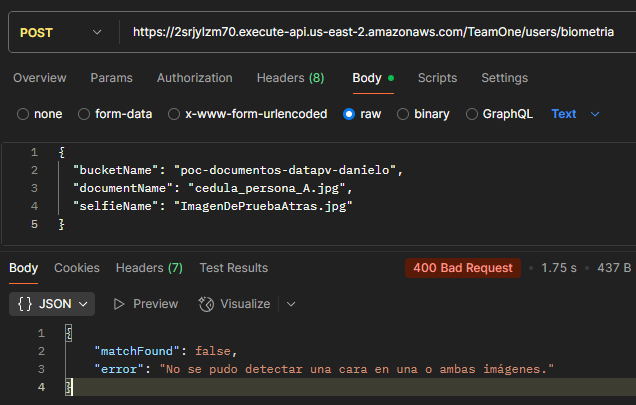 POST https://2srjylzm70.execute-api.us-east-2.amazonaws.com/TeamOne/users/biometria
Overview Params Authorization Headers (8) Body Scripts Settings
none form-data x-www-form-urlencoded raw binary GraphQL Text
1 {
2 "bucketName": "poc-documentos-datapv-danielo",
3 "documentName": "cedula_persona_A.jpg",
4 "selfieName": "ImagenDePruebaAtras.jpg"
5 }
Body Cookies Headers (7) Test Results 400 Bad Request • 1.75 s • 437 B
{} JSON Preview Visualize
1 {
2 "matchFound": false,
3 "error": "No se pudo detectar una cara en una o ambas imágenes."
4 }